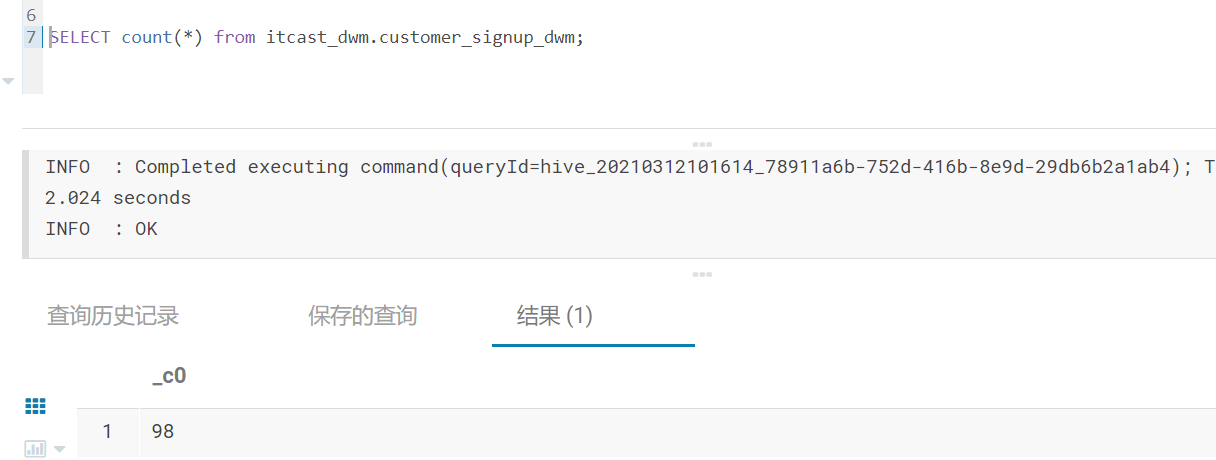 6
7 SELECT count(*) from itcast_dwm.customer_signup_dwm;
INFO : Completed executing command(queryId=hive_20210312101614_78911a6b-752d-416b-8e9d-29db6b2a1ab4); T
2.024 seconds
INFO : OK
查询历史记录 保存的查询 结果 (1)
_c0
1 98